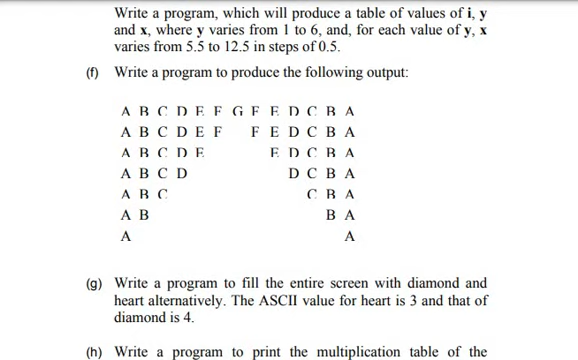 Write a program, which will produce a table of values of i, y
and x, where y varies from 1 to 6, and, for each value of y, x
varies from 5.5 to 12.5 in steps of 0.5.
(f) Write a program to produce the following output:
A B C D E F G F E D C B A
A B C D E F F E D C B A
A B C D E E D C B A
A B C D D C B A
A B C C B A
A B B A
A A
(g) Write a program to fill the entire screen with diamond and
heart alternatively. The ASCII value for heart is 3 and that of
diamond is 4.
(h) Write a program to print the multiplication table of the